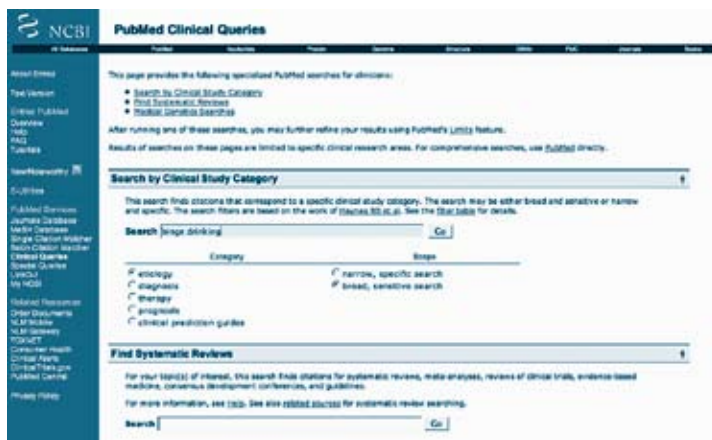 NCBI
PubMed Clinical Queries
All Databases
PubMed
Nucleotide
Protein
Genome
Structure
OMIM
PMC
Journals
Books
About Entrez
Text Version
Entrez PubMed
Overview
Help
FAQ
Tutorials
New/Noteworthy
E-Utilities
PubMed Services
Journals Database
MeSH Database
Single Citation Matcher
Batch Citation Matcher
Clinical Queries
Special Queries
LinkOut
My NCBI
Related Resources
Order Documents
NLM Mobile
NLM Gateway
TOXNET
Consumer Health
Clinical Alerts
ClinicalTrials.gov
PubMed Central
Privacy Policy
This page provides the following specialized PubMed searches for clinicians:
Search by Clinical Study Category
Find Systematic Reviews
Medical Genetics Searches
After running one of these searches, you may further refine your results using PubMed's Limits feature.
Results of searches on these pages are limited to specific clinical research areas. For comprehensive searches, use PubMed directly.
Search by Clinical Study Category
This search finds citations that correspond to a specific clinical study category. The search may be either broad and sensitive or narrow
and specific. The search filters are based on the work of Haynes RB et al. See the filter table for details.
Search binge drinking Go
Category Scope
etiology narrow, specific search
diagnosis broad, sensitive search
therapy
prognosis
clinical prediction guides
Find Systematic Reviews
For your topic(s) of interest, this search finds citations for systematic reviews, meta-analyses, reviews of clinical trials, evidence-based
medicine, consensus development conferences, and guidelines.
For more information, see Help. See also related sources for systematic review searching.
Search Go